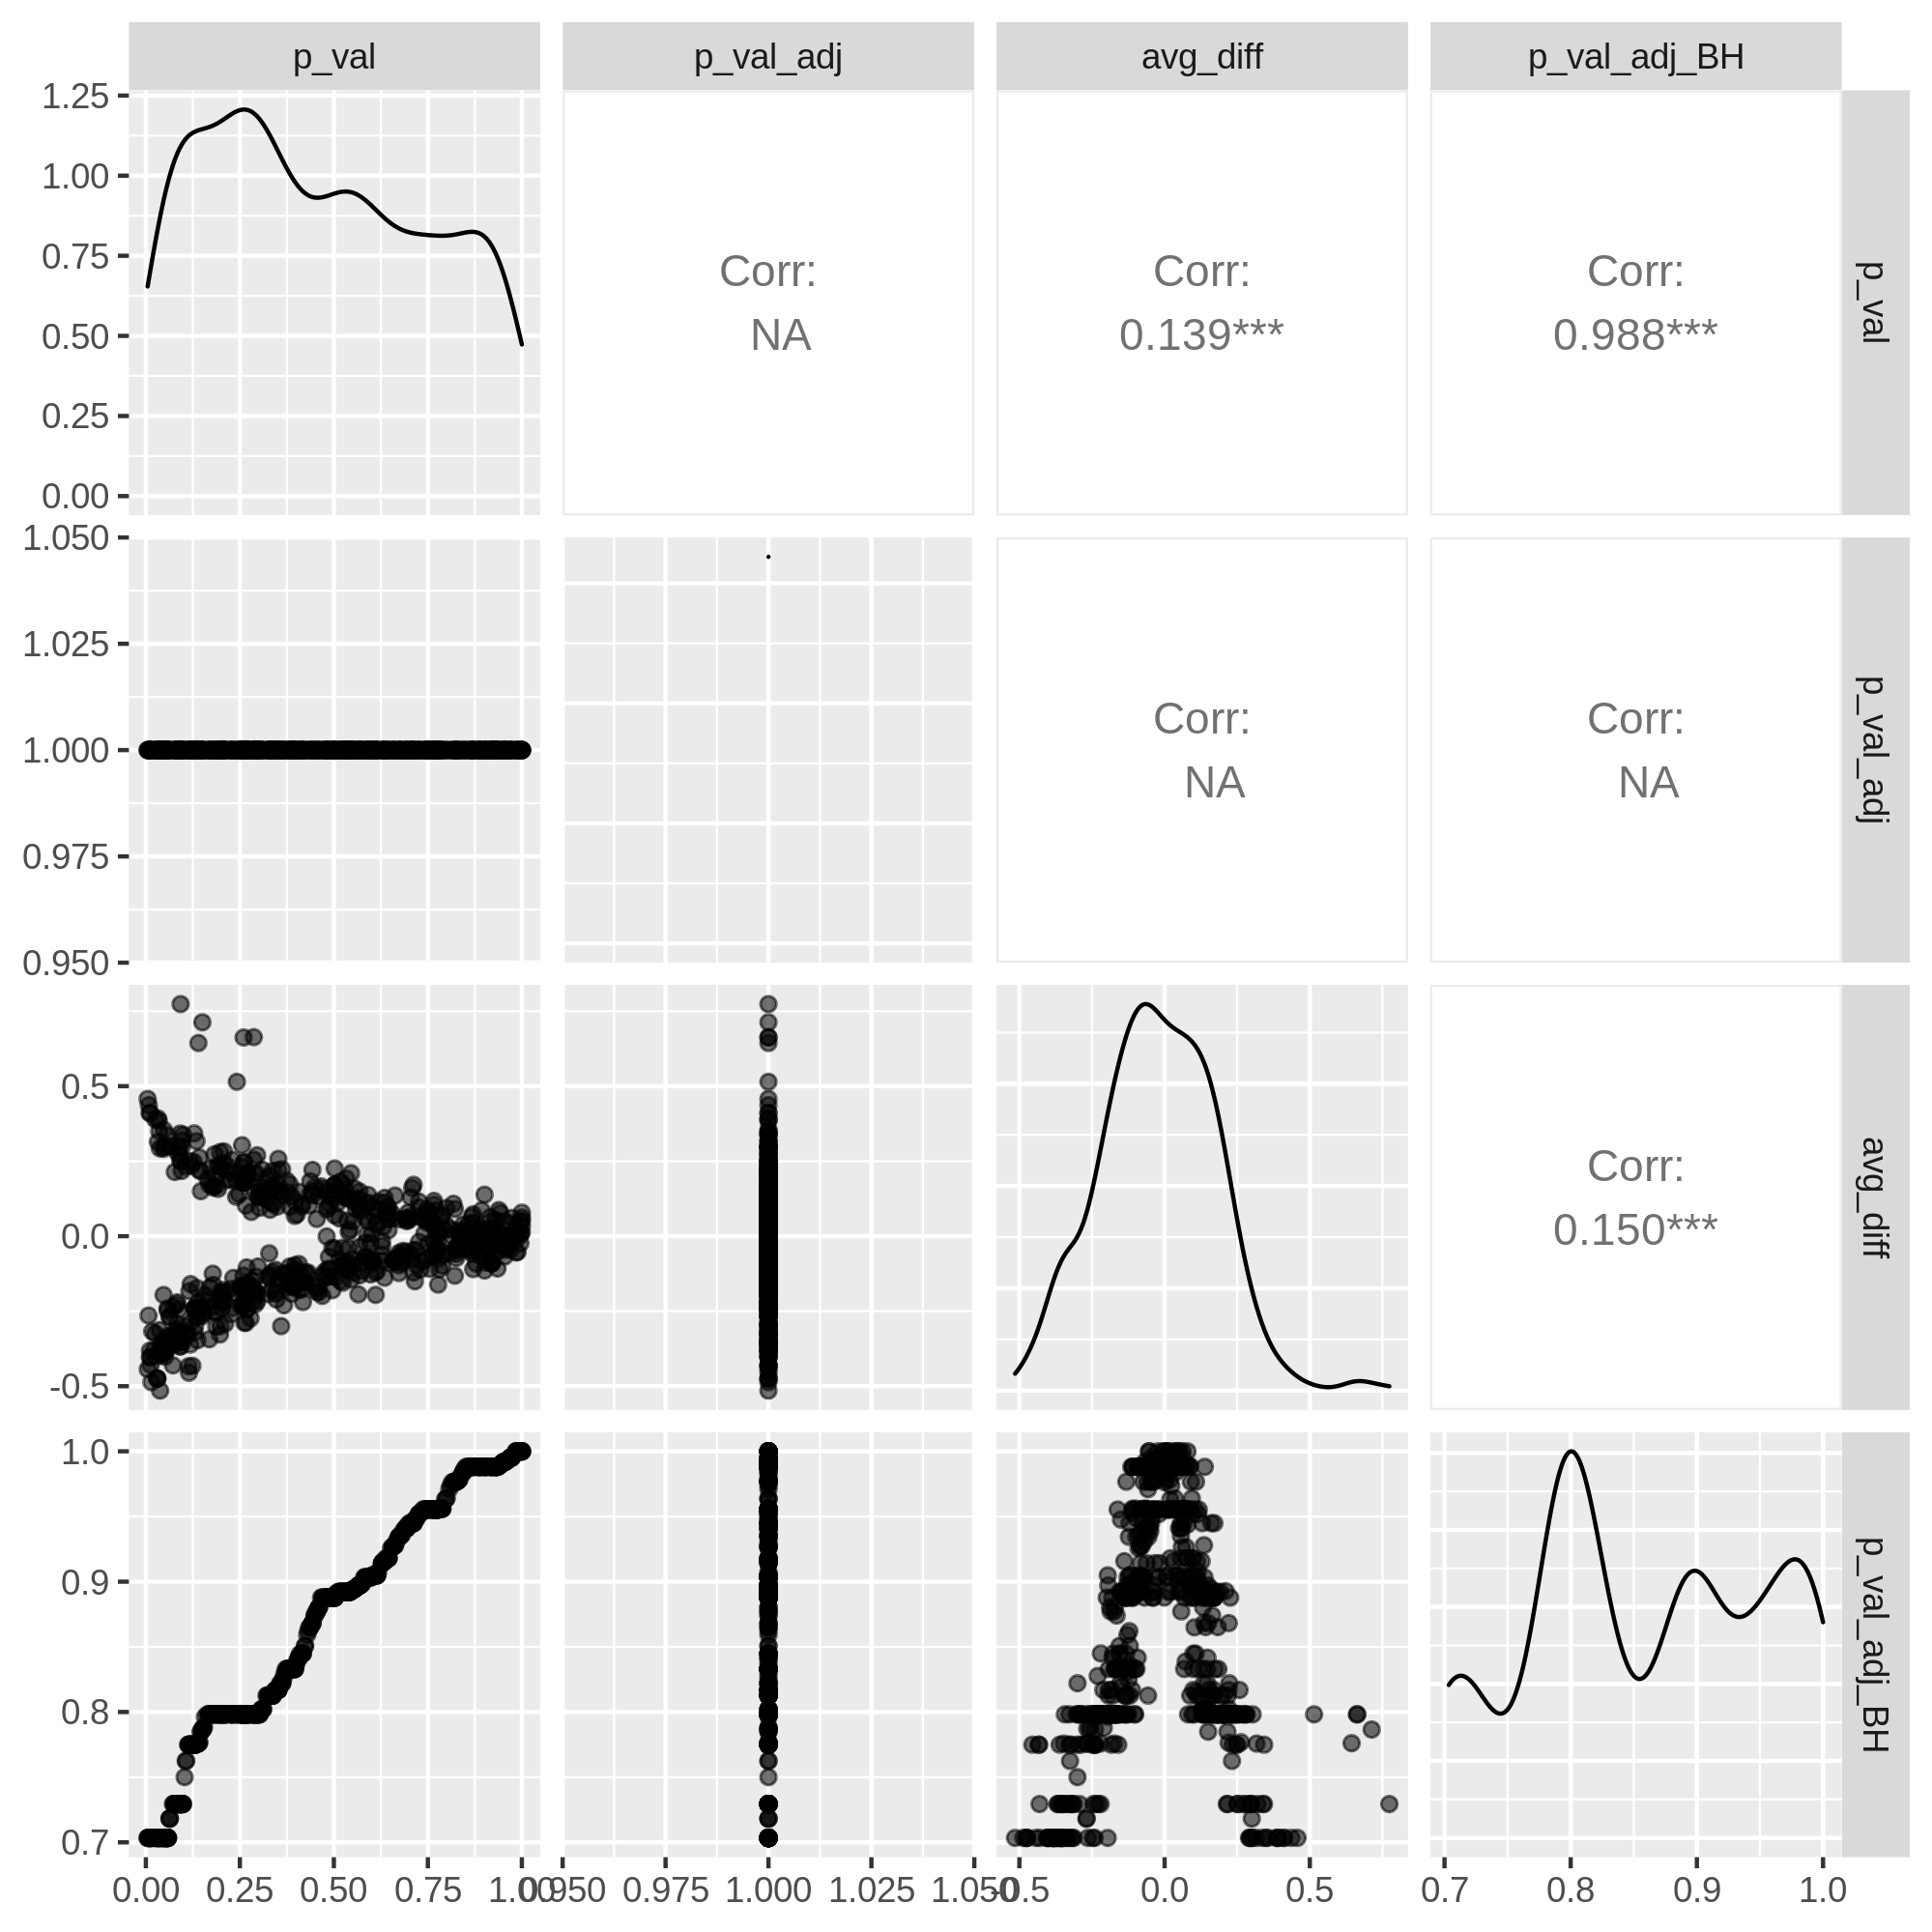 p_val p_val_adj avg_diff p_val_adj_BH
1.25
1.00
0.75
0.50
0.25
0.00
Corr:
NA
Corr:
0.139***
Corr:
0.988***
p_val
1.050
1.025
1.000
0.975
0.950
Corr:
NA
Corr:
NA
p_val_adj
0.5
0.0
-0.5
Corr:
0.150***
avg_diff
1.0
0.9
0.8
0.7
p_val_adj_BH
0.00 0.25 0.50 0.75 1.00 0.950 0.975 1.000 1.025 1.050 -0.5 0.0 0.5 0.7 0.8 0.9 1.0